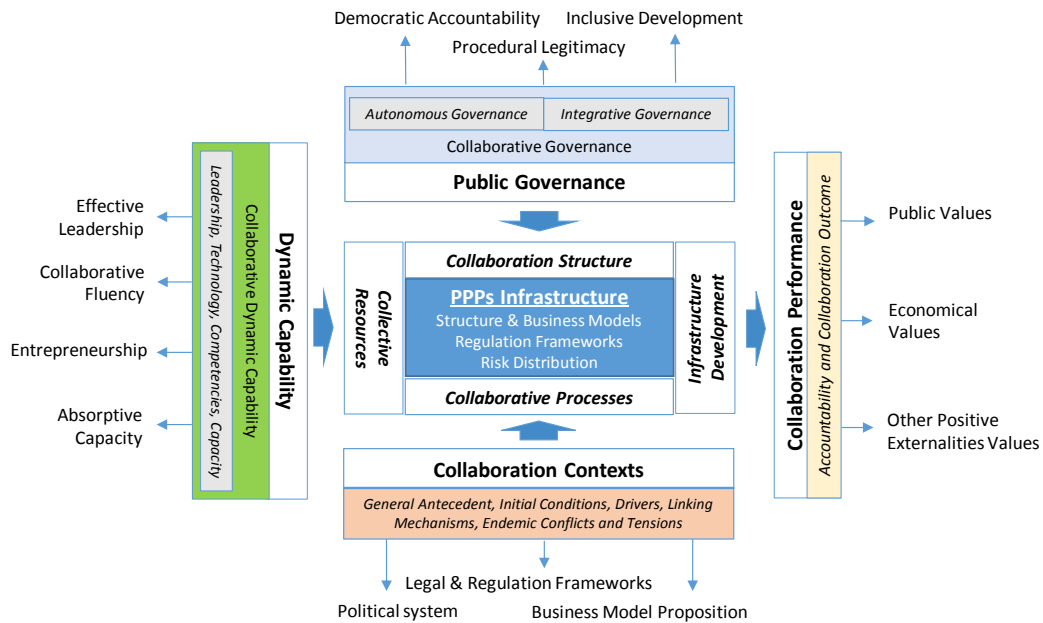 Democratic Accountability
Inclusive Development
Procedural Legitimacy
Autonomous Governance
Integrative Governance
Collaborative Governance
Public Governance
Effective
Leadership
Collaborative
Fluency
Entrepreneurship
Absorptive
Capacity
Leadership, Technology, Competencies, Capacity
Collaborative Dynamic Capability
Dynamic Capability
Collective
Resources
Collaboration Structure
PPPs Infrastructure
Structure & Business Models
Regulation Frameworks
Risk Distribution
Collaborative Processes
Infrastructure
Development
Collaboration Performance
Accountability and Collaboration Outcome
Public Values
Economical
Values
Other Positive
Externalities Values
Collaboration Contexts
General Antecedent, Initial Conditions, Drivers, Linking
Mechanisms, Endemic Conflicts and Tensions
Legal & Regulation Frameworks
Political system
Business Model Proposition